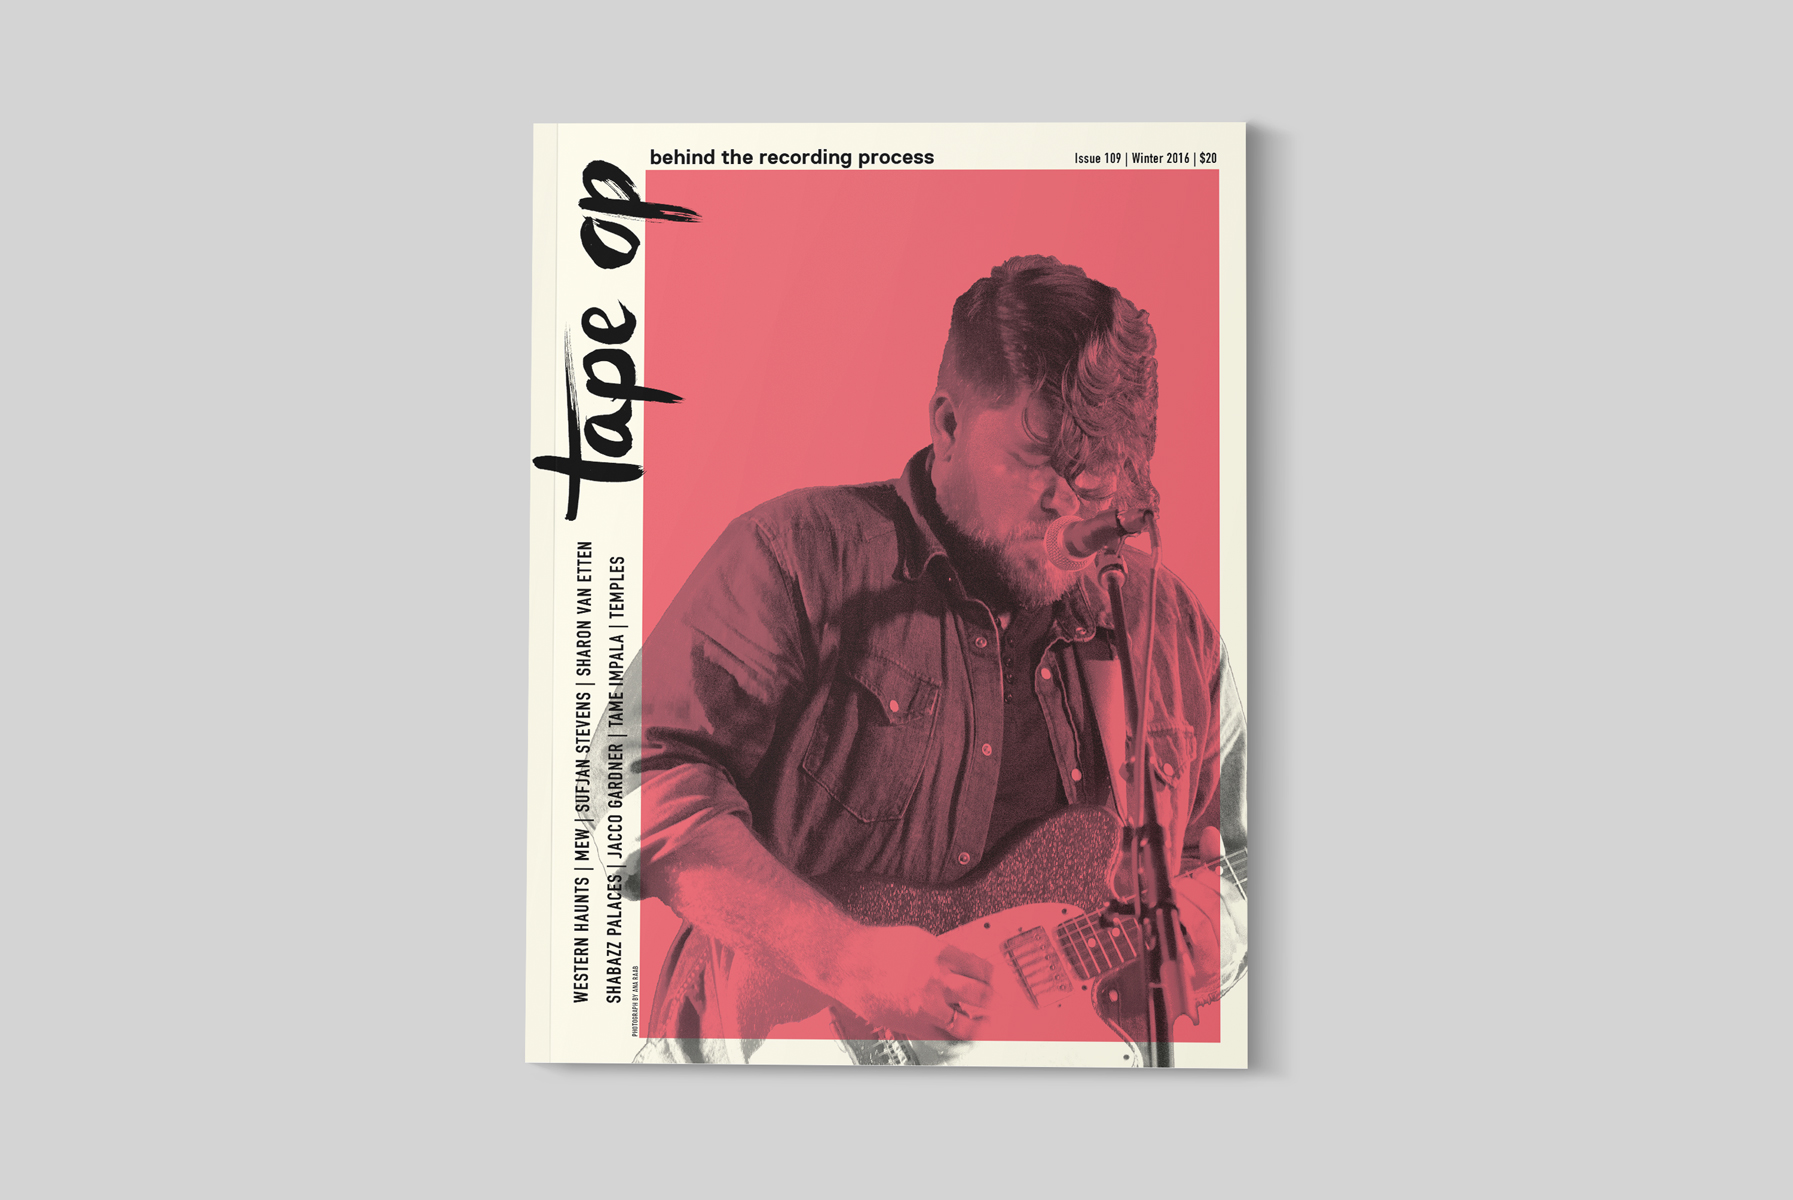 behind the recording process
Issue 109 | Winter 2016 | $20
tape op
WESTERN HAUNTS | MEW | SUFJAN STEVENS | SHARON VAN ETTEN
SHABAZZ PALACES | JACCO GARDNER | TAME IMPALA | TEMPLES
PHOTOGRAPH BY ANA RAAB